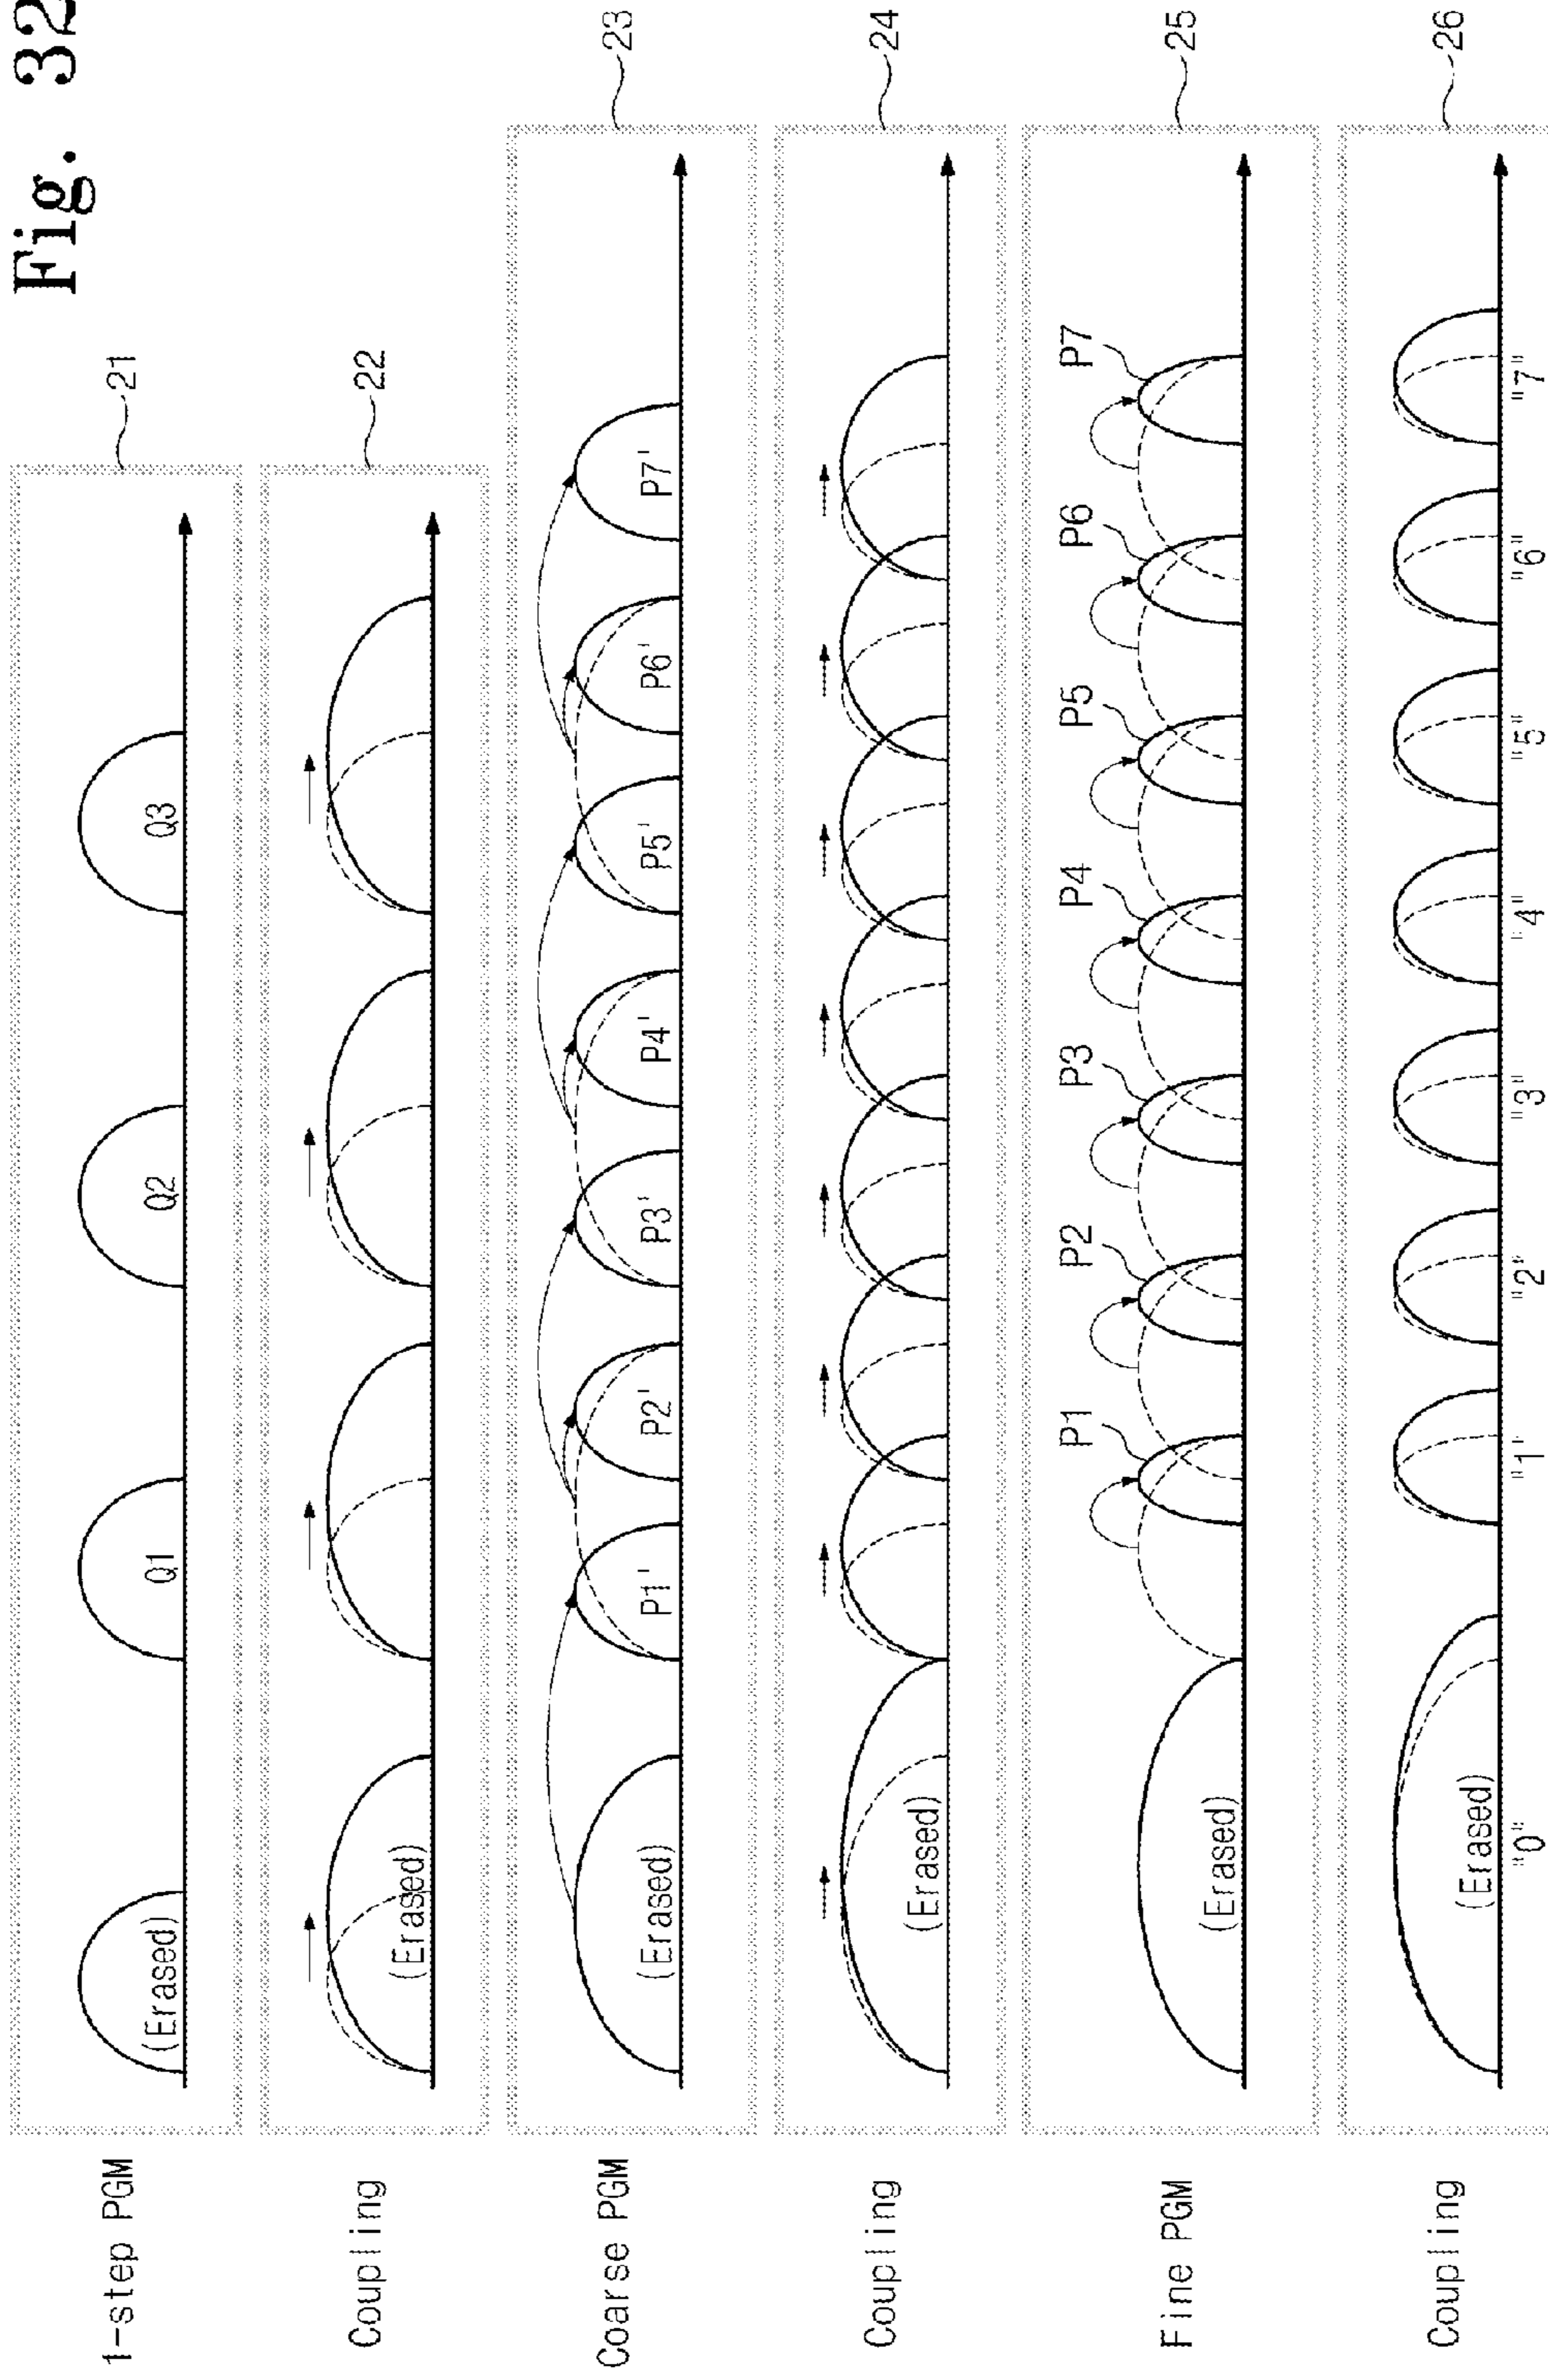 Fig. 32
1-step PGM
(Erased)
Q1
Q2
Q3
21
Coupling
(Erased)
22
Coarse PGM
(Erased)
P1'
P2'
P3'
P4'
P5'
P6'
P7'
23
Coupling
(Erased)
24
Fine PGM
(Erased)
P1
P2
P3
P4
P5
P6
P7
25
Coupling
(Erased)
26
"0"
"1"
"2"
"3"
"4"
"5"
"6"
"7"